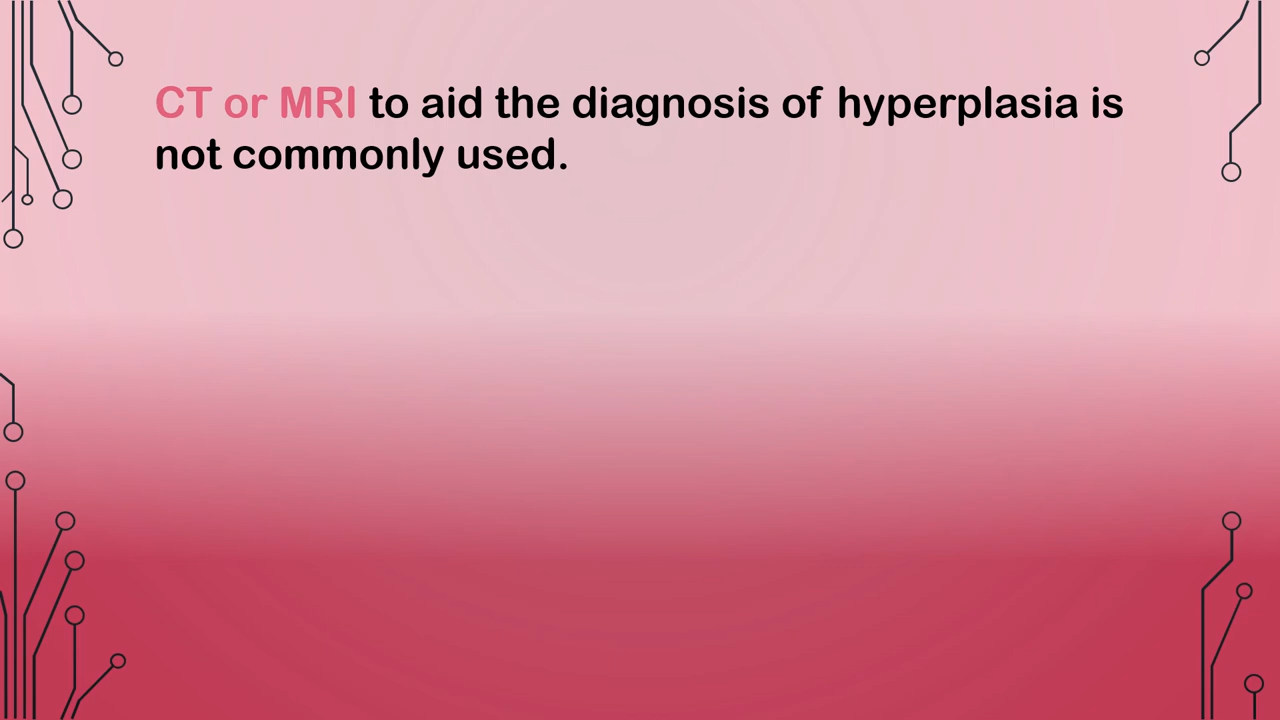 CT or MRI to aid the diagnosis of hyperplasia is
not commonly used.